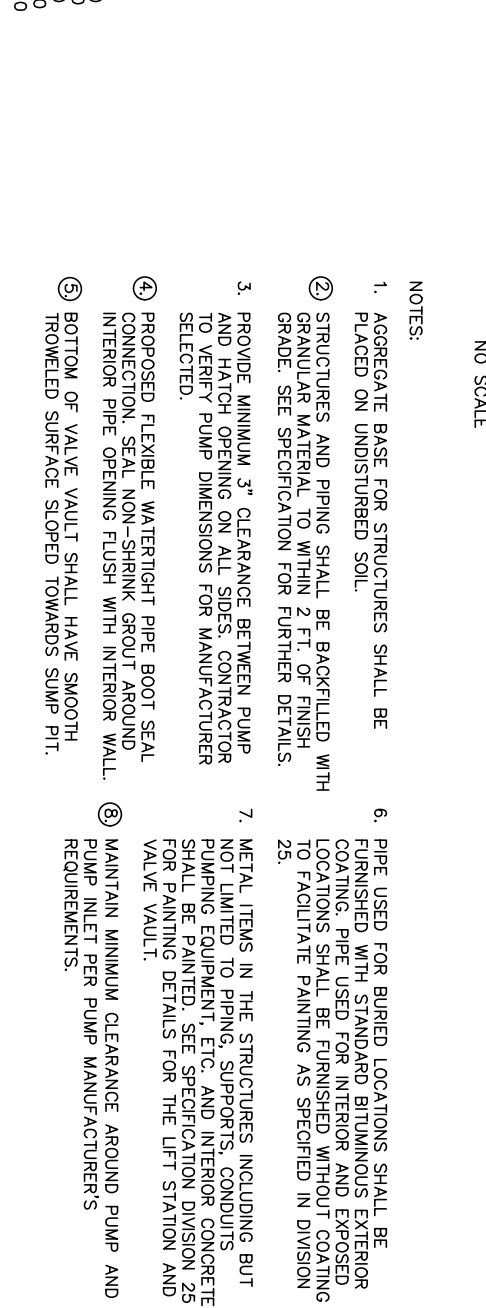 NO SCALE
NOTES:
1. AGGREGATE BASE FOR STRUCTURES SHALL BE
PLACED ON UNDISTURBED SOIL.
2. STRUCTURES AND PIPING SHALL BE BACKFILLED WITH
GRANULAR MATERIAL TO WITHIN 2 FT. OF FINISH
GRADE. SEE SPECIFICATION FOR FURTHER DETAILS.
3. PROVIDE MINIMUM 3" CLEARANCE BETWEEN PUMP
AND HATCH OPENING ON ALL SIDES. CONTRACTOR
TO VERIFY PUMP DIMENSIONS FOR MANUFACTURER
SELECTED.
4. PROPOSED FLEXIBLE WATERTIGHT PIPE BOOT SEAL
CONNECTION. SEAL NON-SHRINK GROUT AROUND
INTERIOR PIPE OPENING FLUSH WITH INTERIOR WALL.
5. BOTTOM OF VALVE VAULT SHALL HAVE SMOOTH
TROWELED SURFACE SLOPED TOWARDS SUMP PIT.
6. PIPE USED FOR BURIED LOCATIONS SHALL BE
FURNISHED WITH STANDARD BITUMINOUS EXTERIOR
COATING. PIPE USED FOR INTERIOR AND EXPOSED
LOCATIONS SHALL BE FURNISHED WITHOUT COATING
TO FACILITATE PAINTING AS SPECIFIED IN DIVISION
25.
7. METAL ITEMS IN THE STRUCTURES INCLUDING BUT
NOT LIMITED TO PIPING, SUPPORTS, CONDUITS
PUMPING EQUIPMENT, ETC. AND INTERIOR CONCRETE
SHALL BE PAINTED. SEE SPECIFICATION DIVISION 25
FOR PAINTING DETAILS FOR THE LIFT STATION AND
VALVE VAULT.
8. MAINTAIN MINIMUM CLEARANCE AROUND PUMP AND
PUMP INLET PER PUMP MANUFACTURER'S
REQUIREMENTS.